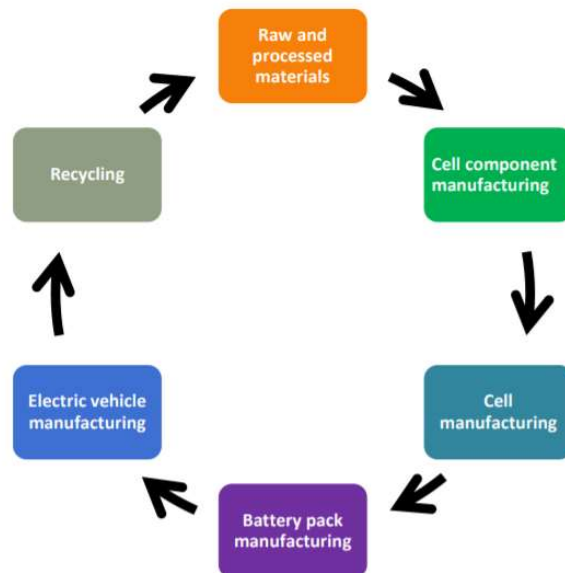 Raw and
processed
materials
Cell component
manufacturing
Cell
manufacturing
Battery pack
manufacturing
Electric vehicle
manufacturing
Recycling